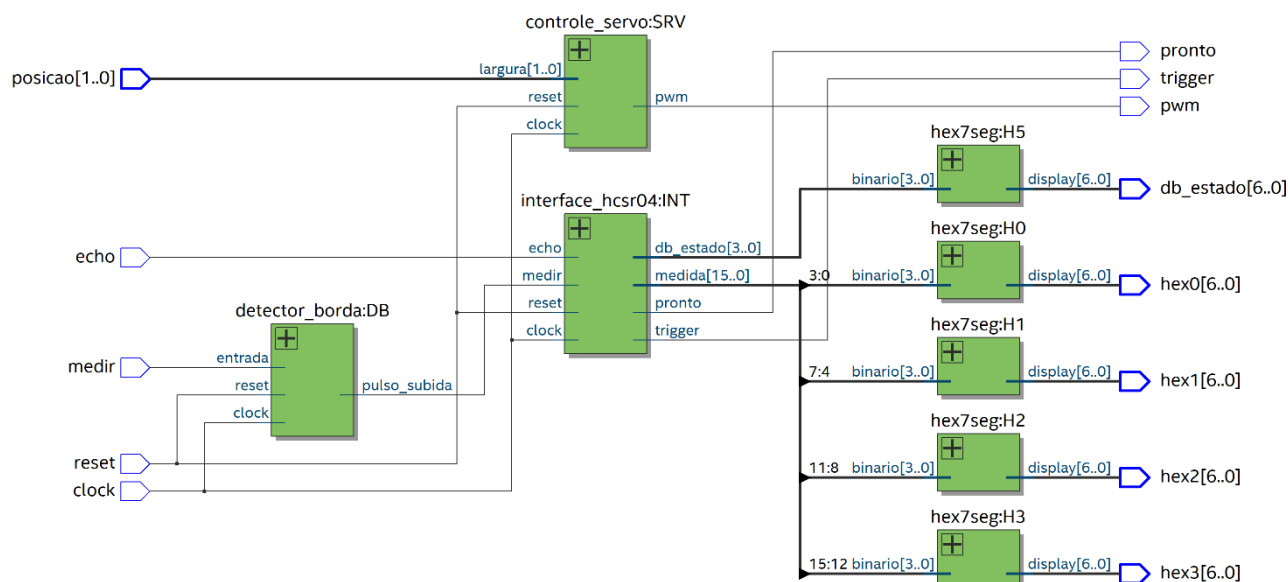 controle_servo:SRV
posicao[1..0]
largura[1..0]
reset
pwm
clock
pronto
trigger
pwm
hex7seg:H5
binario[3..0]
display[6..0]
db_estado[6..0]
interface_hcsr04:INT
echo
echo
db_estado[3..0]
medir
medida[15..0]
reset
pronto
clock
trigger
hex7seg:H0
3:0
binario[3..0]
display[6..0]
hex0[6..0]
detector_borda:DB
medir
entrada
reset
pulso_subida
clock
reset
clock
hex7seg:H1
7:4
binario[3..0]
display[6..0]
hex1[6..0]
hex7seg:H2
11:8
binario[3..0]
display[6..0]
hex2[6..0]
hex7seg:H3
15:12
binario[3..0]
display[6..0]
hex3[6..0]